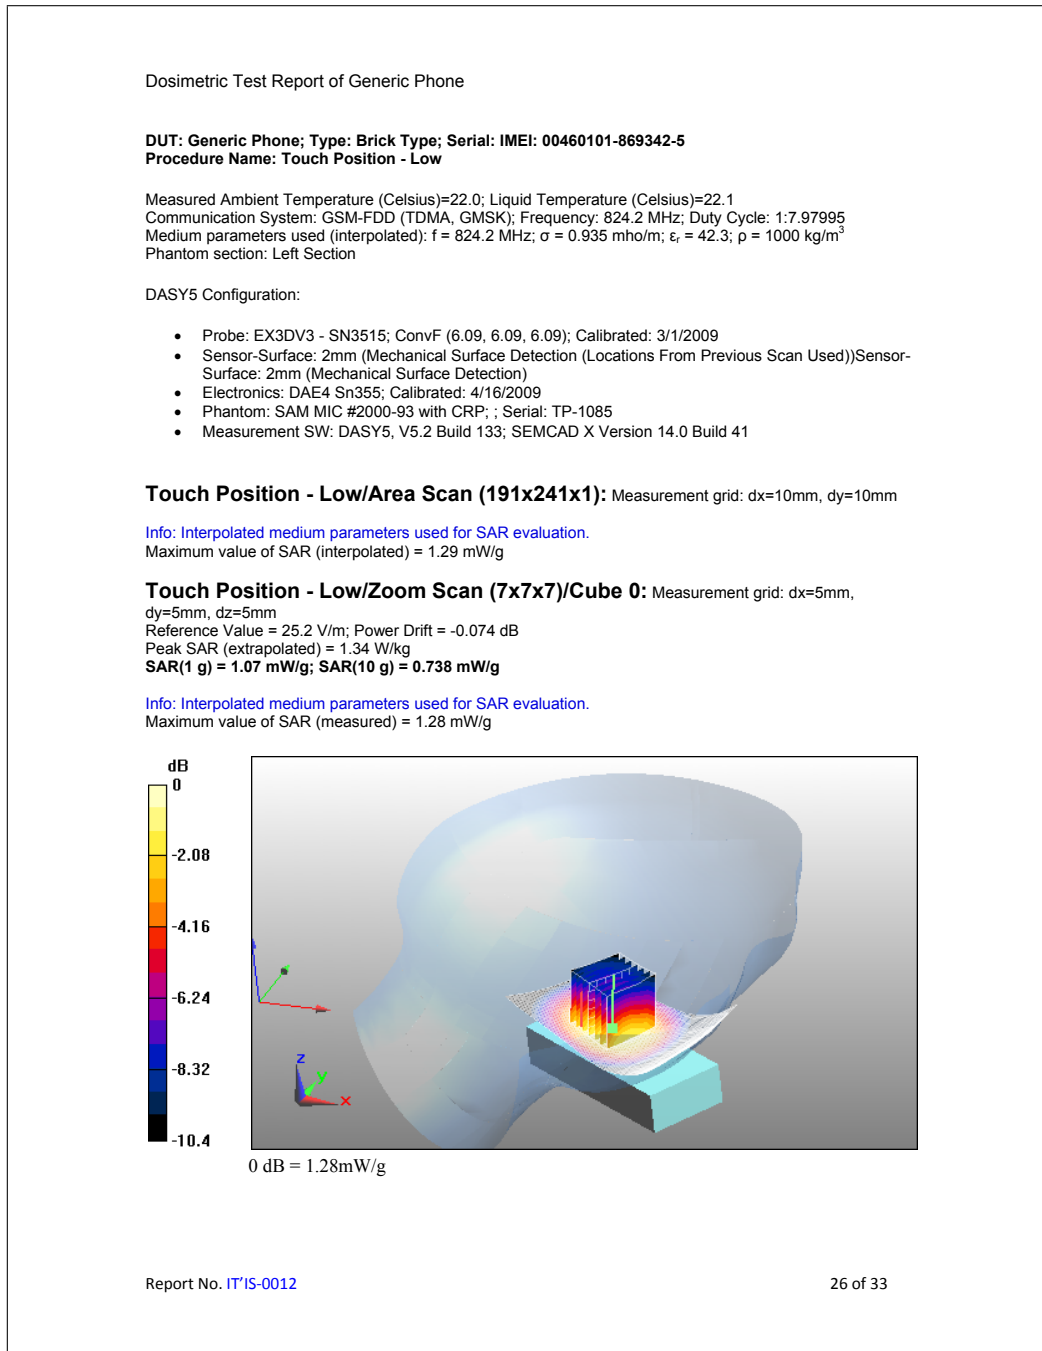 Dosimetric Test Report of Generic Phone
DUT: Generic Phone; Type: Brick Type; Serial: IMEI: 00460101-869342-5
Procedure Name: Touch Position - Low
Measured Ambient Temperature (Celsius)=22.0; Liquid Temperature (Celsius)=22.1
Communication System: GSM-FDD (TDMA, GMSK); Frequency: 824.2 MHz; Duty Cycle: 1:7.97995
Medium parameters used (interpolated): f = 824.2 MHz; σ = 0.935 mho/m; εr = 42.3; ρ = 1000 kg/m³
Phantom section: Left Section
DASY5 Configuration:
• Probe: EX3DV3 - SN3515; ConvF (6.09, 6.09, 6.09); Calibrated: 3/1/2009
• Sensor-Surface: 2mm (Mechanical Surface Detection (Locations From Previous Scan Used))Sensor-
Surface: 2mm (Mechanical Surface Detection)
• Electronics: DAE4 Sn355; Calibrated: 4/16/2009
• Phantom: SAM MIC #2000-93 with CRP; ; Serial: TP-1085
• Measurement SW: DASY5, V5.2 Build 133; SEMCAD X Version 14.0 Build 41
Touch Position - Low/Area Scan (191x241x1): Measurement grid: dx=10mm, dy=10mm
Info: Interpolated medium parameters used for SAR evaluation.
Maximum value of SAR (interpolated) = 1.29 mW/g
Touch Position - Low/Zoom Scan (7x7x7)/Cube 0: Measurement grid: dx=5mm,
dy=5mm, dz=5mm
Reference Value = 25.2 V/m; Power Drift = -0.074 dB
Peak SAR (extrapolated) = 1.34 W/kg
SAR(1 g) = 1.07 mW/g; SAR(10 g) = 0.738 mW/g
Info: Interpolated medium parameters used for SAR evaluation.
Maximum value of SAR (measured) = 1.28 mW/g
dB
0
-2.08
-4.16
-6.24
-8.32
-10.4
z
y
x
0 dB = 1.28mW/g
Report No. IT'IS-0012
26 of 33